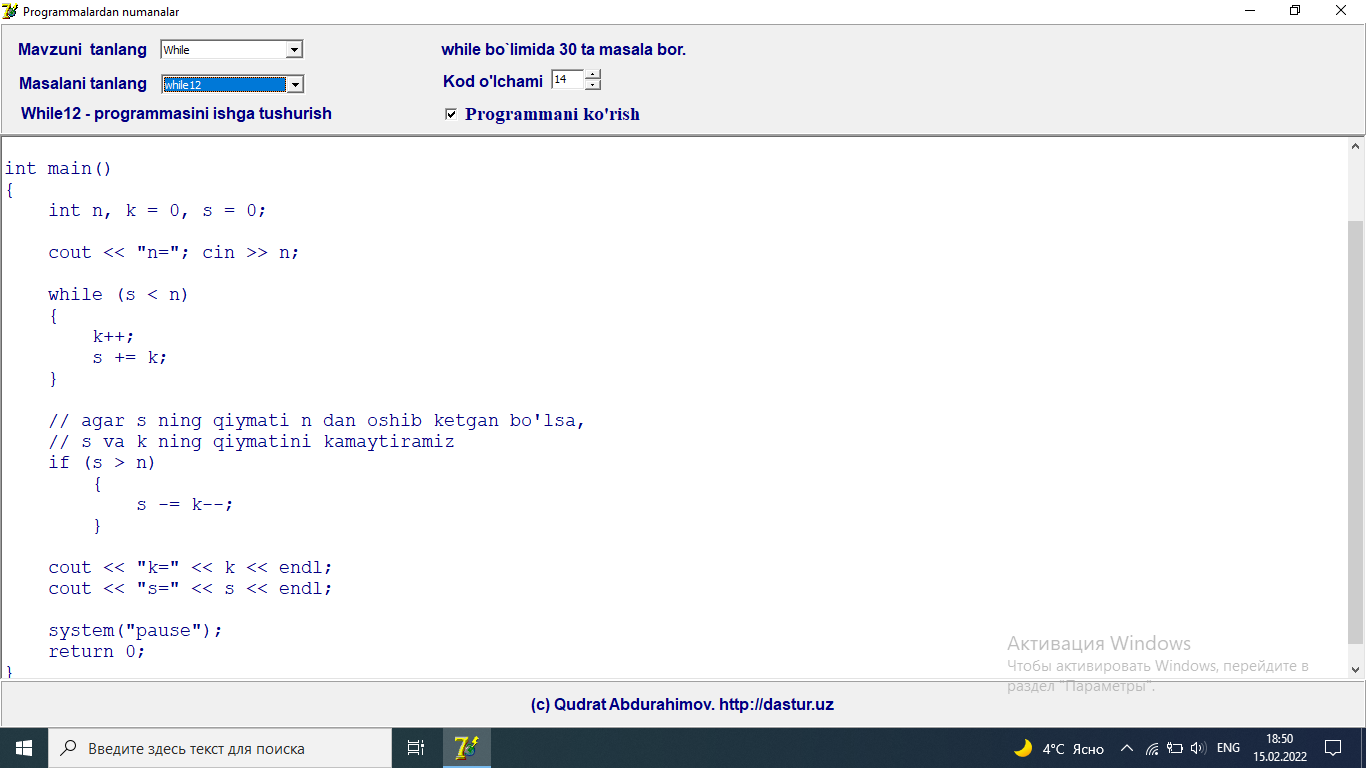 Programmalardan numanalar
Mavzuni tanlang While
while bo`limida 30 ta masala bor.
Masalani tanlang while12
Kod o'lchami 14
While12 - programmasini ishga tushurish
Programmani ko'rish
int main()
{
    int n, k = 0, s = 0;
    cout << "n="; cin >> n;
    while (s < n)
    {
        k++;
        s += k;
    }
    // agar s ning qiymati n dan oshib ketgan bo'lsa,
    // s va k ning qiymatini kamaytiramiz
    if (s > n)
        {
            s -= k--;
        }
    cout << "k=" << k << endl;
    cout << "s=" << s << endl;
    system("pause");
    return 0;
}
Активация Windows
Чтобы активировать Windows, перейдите в
раздел "Параметры".
(c) Qudrat Abdurahimov. http://dastur.uz
Введите здесь текст для поиска
4°C Ясно
ENG
18:50
15.02.2022